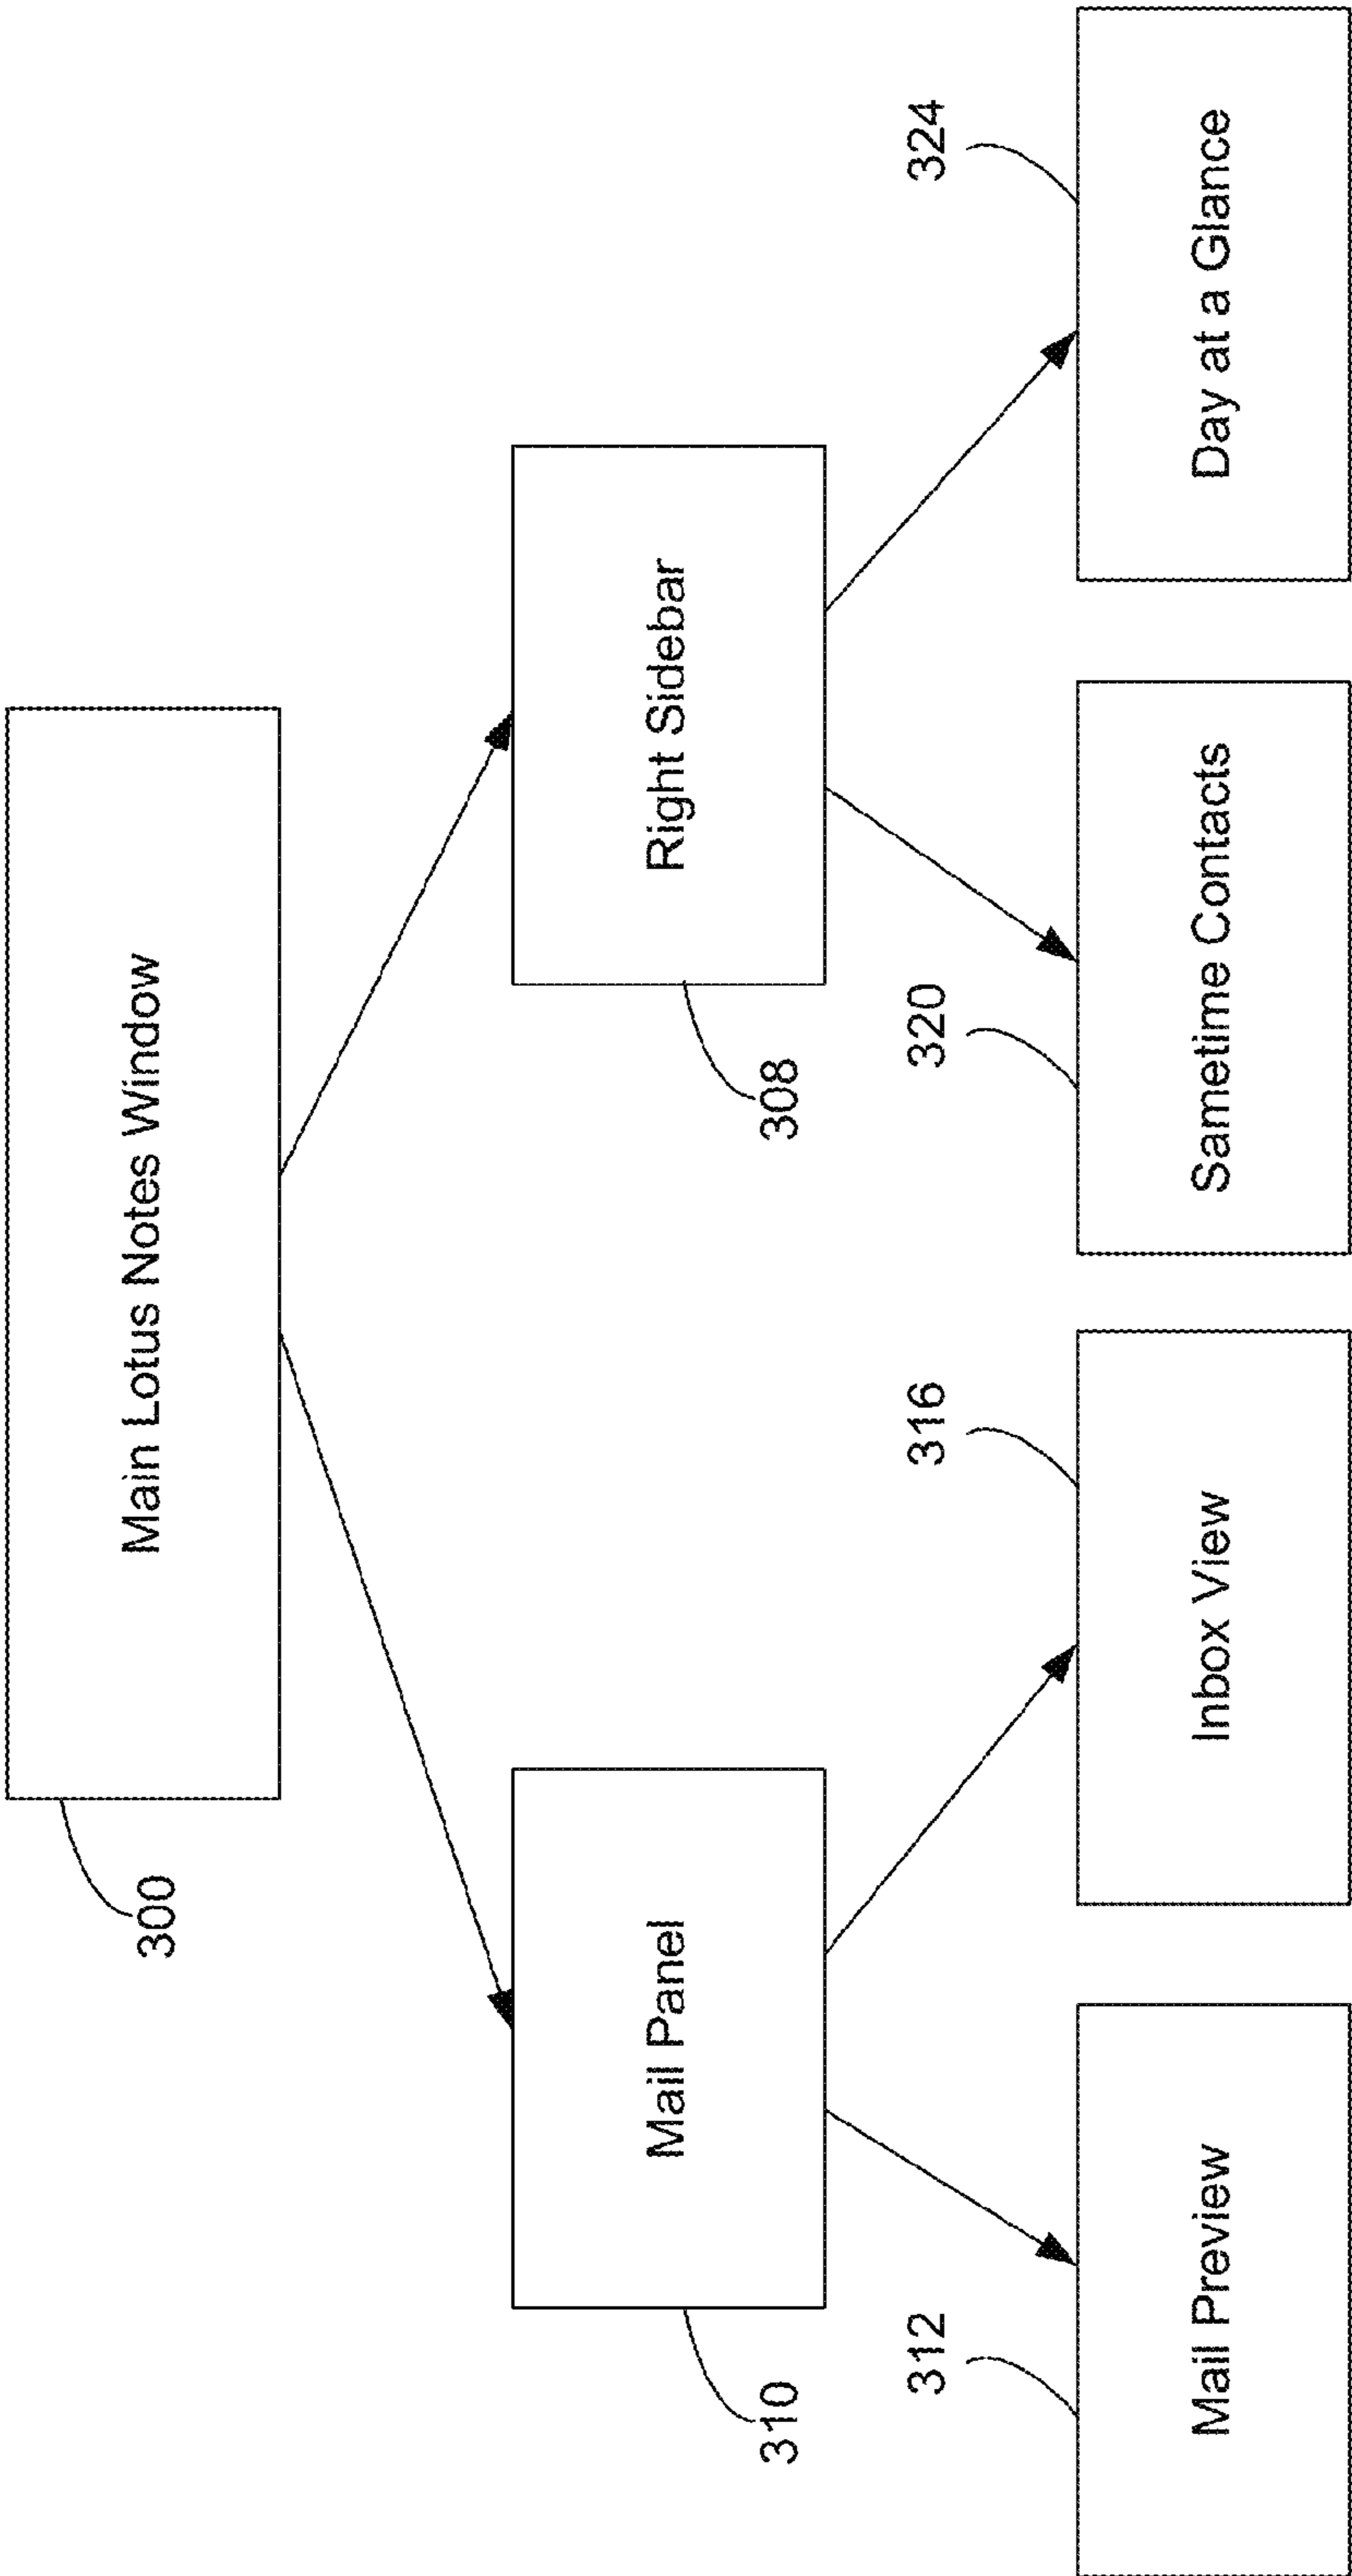 Main Lotus Notes Window
300
Mail Panel
310
Right Sidebar
308
312
316
320
324
Mail Preview
Inbox View
Sametime Contacts
Day at a Glance